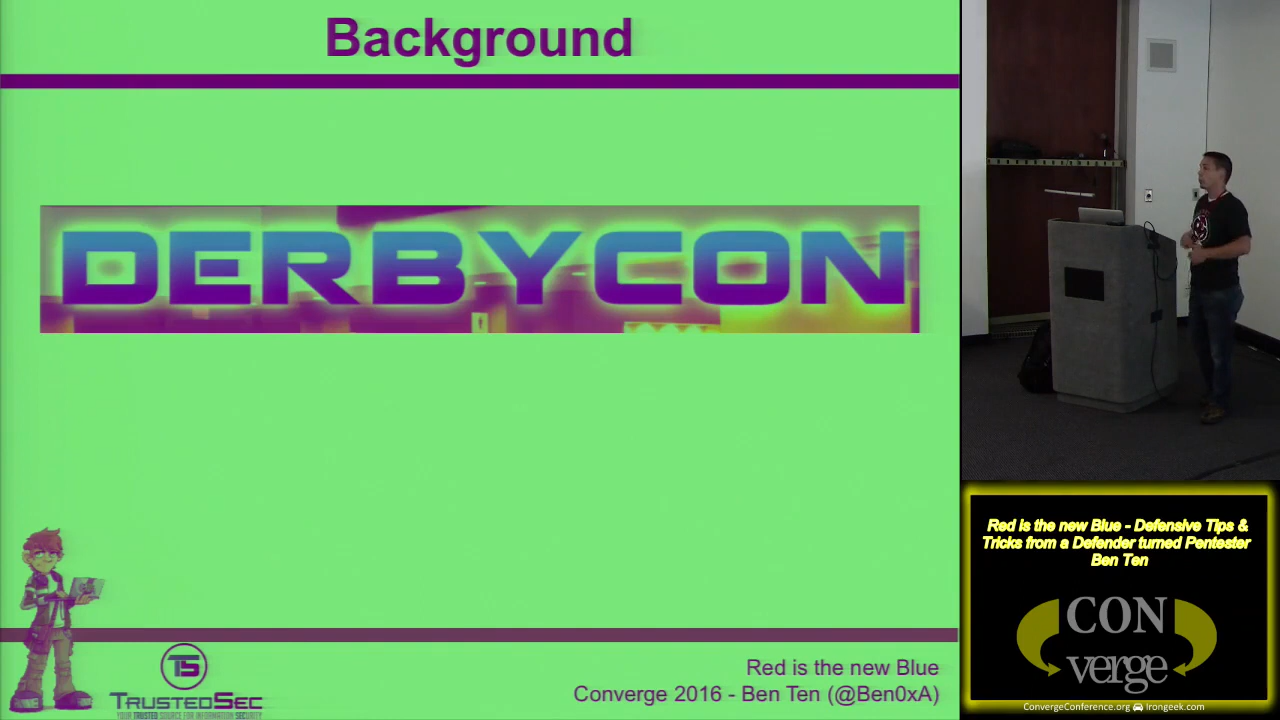 Background
DERBYCON
TS
TRUSTEDSEC
YOUR TRUSTED SOURCE FOR INFORMATION SECURITY
Red is the new Blue
Converge 2016 - Ben Ten (@Ben0xA)
Red is the new Blue - Defensive Tips &
Tricks from a Defender turned Pentester
Ben Ten
CON
verge
ConvergeConference.org Irongeek.com